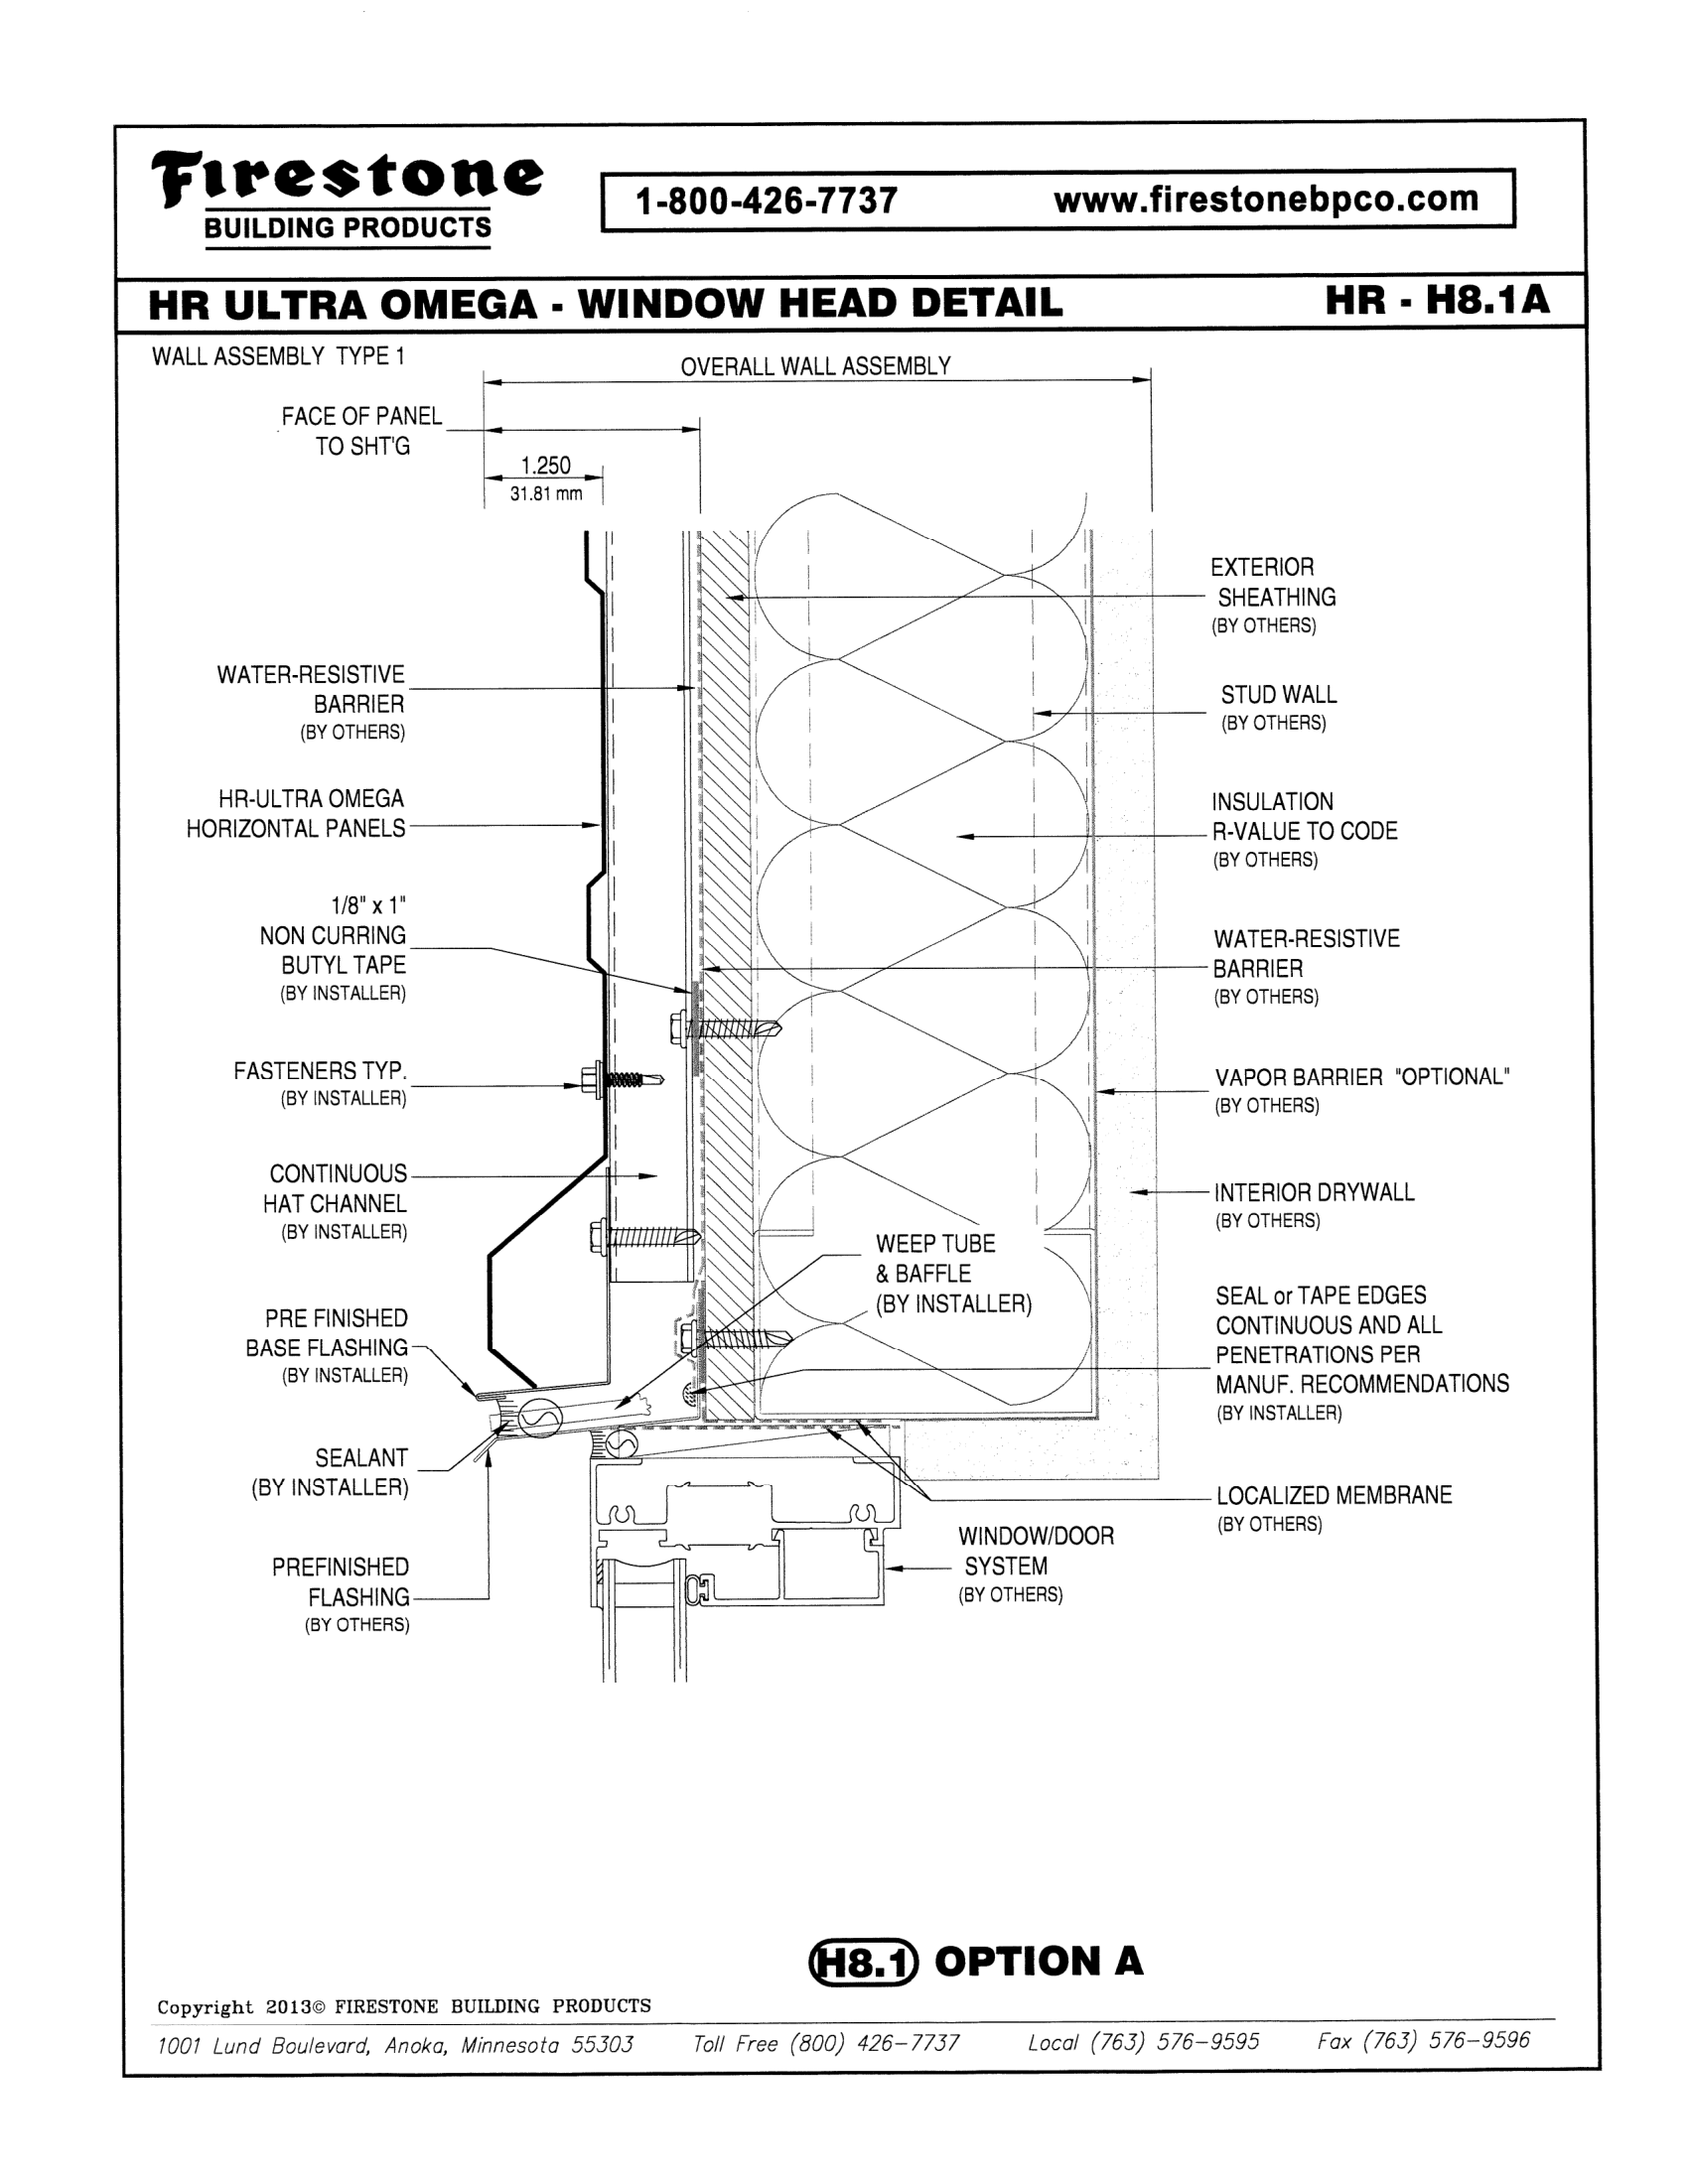 Firestone
BUILDING PRODUCTS
1-800-426-7737 www.firestonebpco.com
HR ULTRA OMEGA - WINDOW HEAD DETAIL HR - H8.1A
WALL ASSEMBLY TYPE 1
OVERALL WALL ASSEMBLY
FACE OF PANEL
TO SHT'G
1.250
31.81 mm
WATER-RESISTIVE
BARRIER
(BY OTHERS)
HR-ULTRA OMEGA
HORIZONTAL PANELS
1/8" x 1"
NON CURRING
BUTYL TAPE
(BY INSTALLER)
FASTENERS TYP.
(BY INSTALLER)
CONTINUOUS
HAT CHANNEL
(BY INSTALLER)
PRE FINISHED
BASE FLASHING
(BY INSTALLER)
SEALANT
(BY INSTALLER)
PREFINISHED
FLASHING
(BY OTHERS)
WEEP TUBE
& BAFFLE
(BY INSTALLER)
EXTERIOR
SHEATHING
(BY OTHERS)
STUD WALL
(BY OTHERS)
INSULATION
R-VALUE TO CODE
(BY OTHERS)
WATER-RESISTIVE
BARRIER
(BY OTHERS)
VAPOR BARRIER "OPTIONAL"
(BY OTHERS)
INTERIOR DRYWALL
(BY OTHERS)
SEAL or TAPE EDGES
CONTINUOUS AND ALL
PENETRATIONS PER
MANUF. RECOMMENDATIONS
(BY INSTALLER)
LOCALIZED MEMBRANE
(BY OTHERS)
WINDOW/DOOR
SYSTEM
(BY OTHERS)
H8.1 OPTION A
Copyright 2013© FIRESTONE BUILDING PRODUCTS
1001 Lund Boulevard, Anoka, Minnesota 55303 Toll Free (800) 426-7737 Local (763) 576-9595 Fax (763) 576-9596